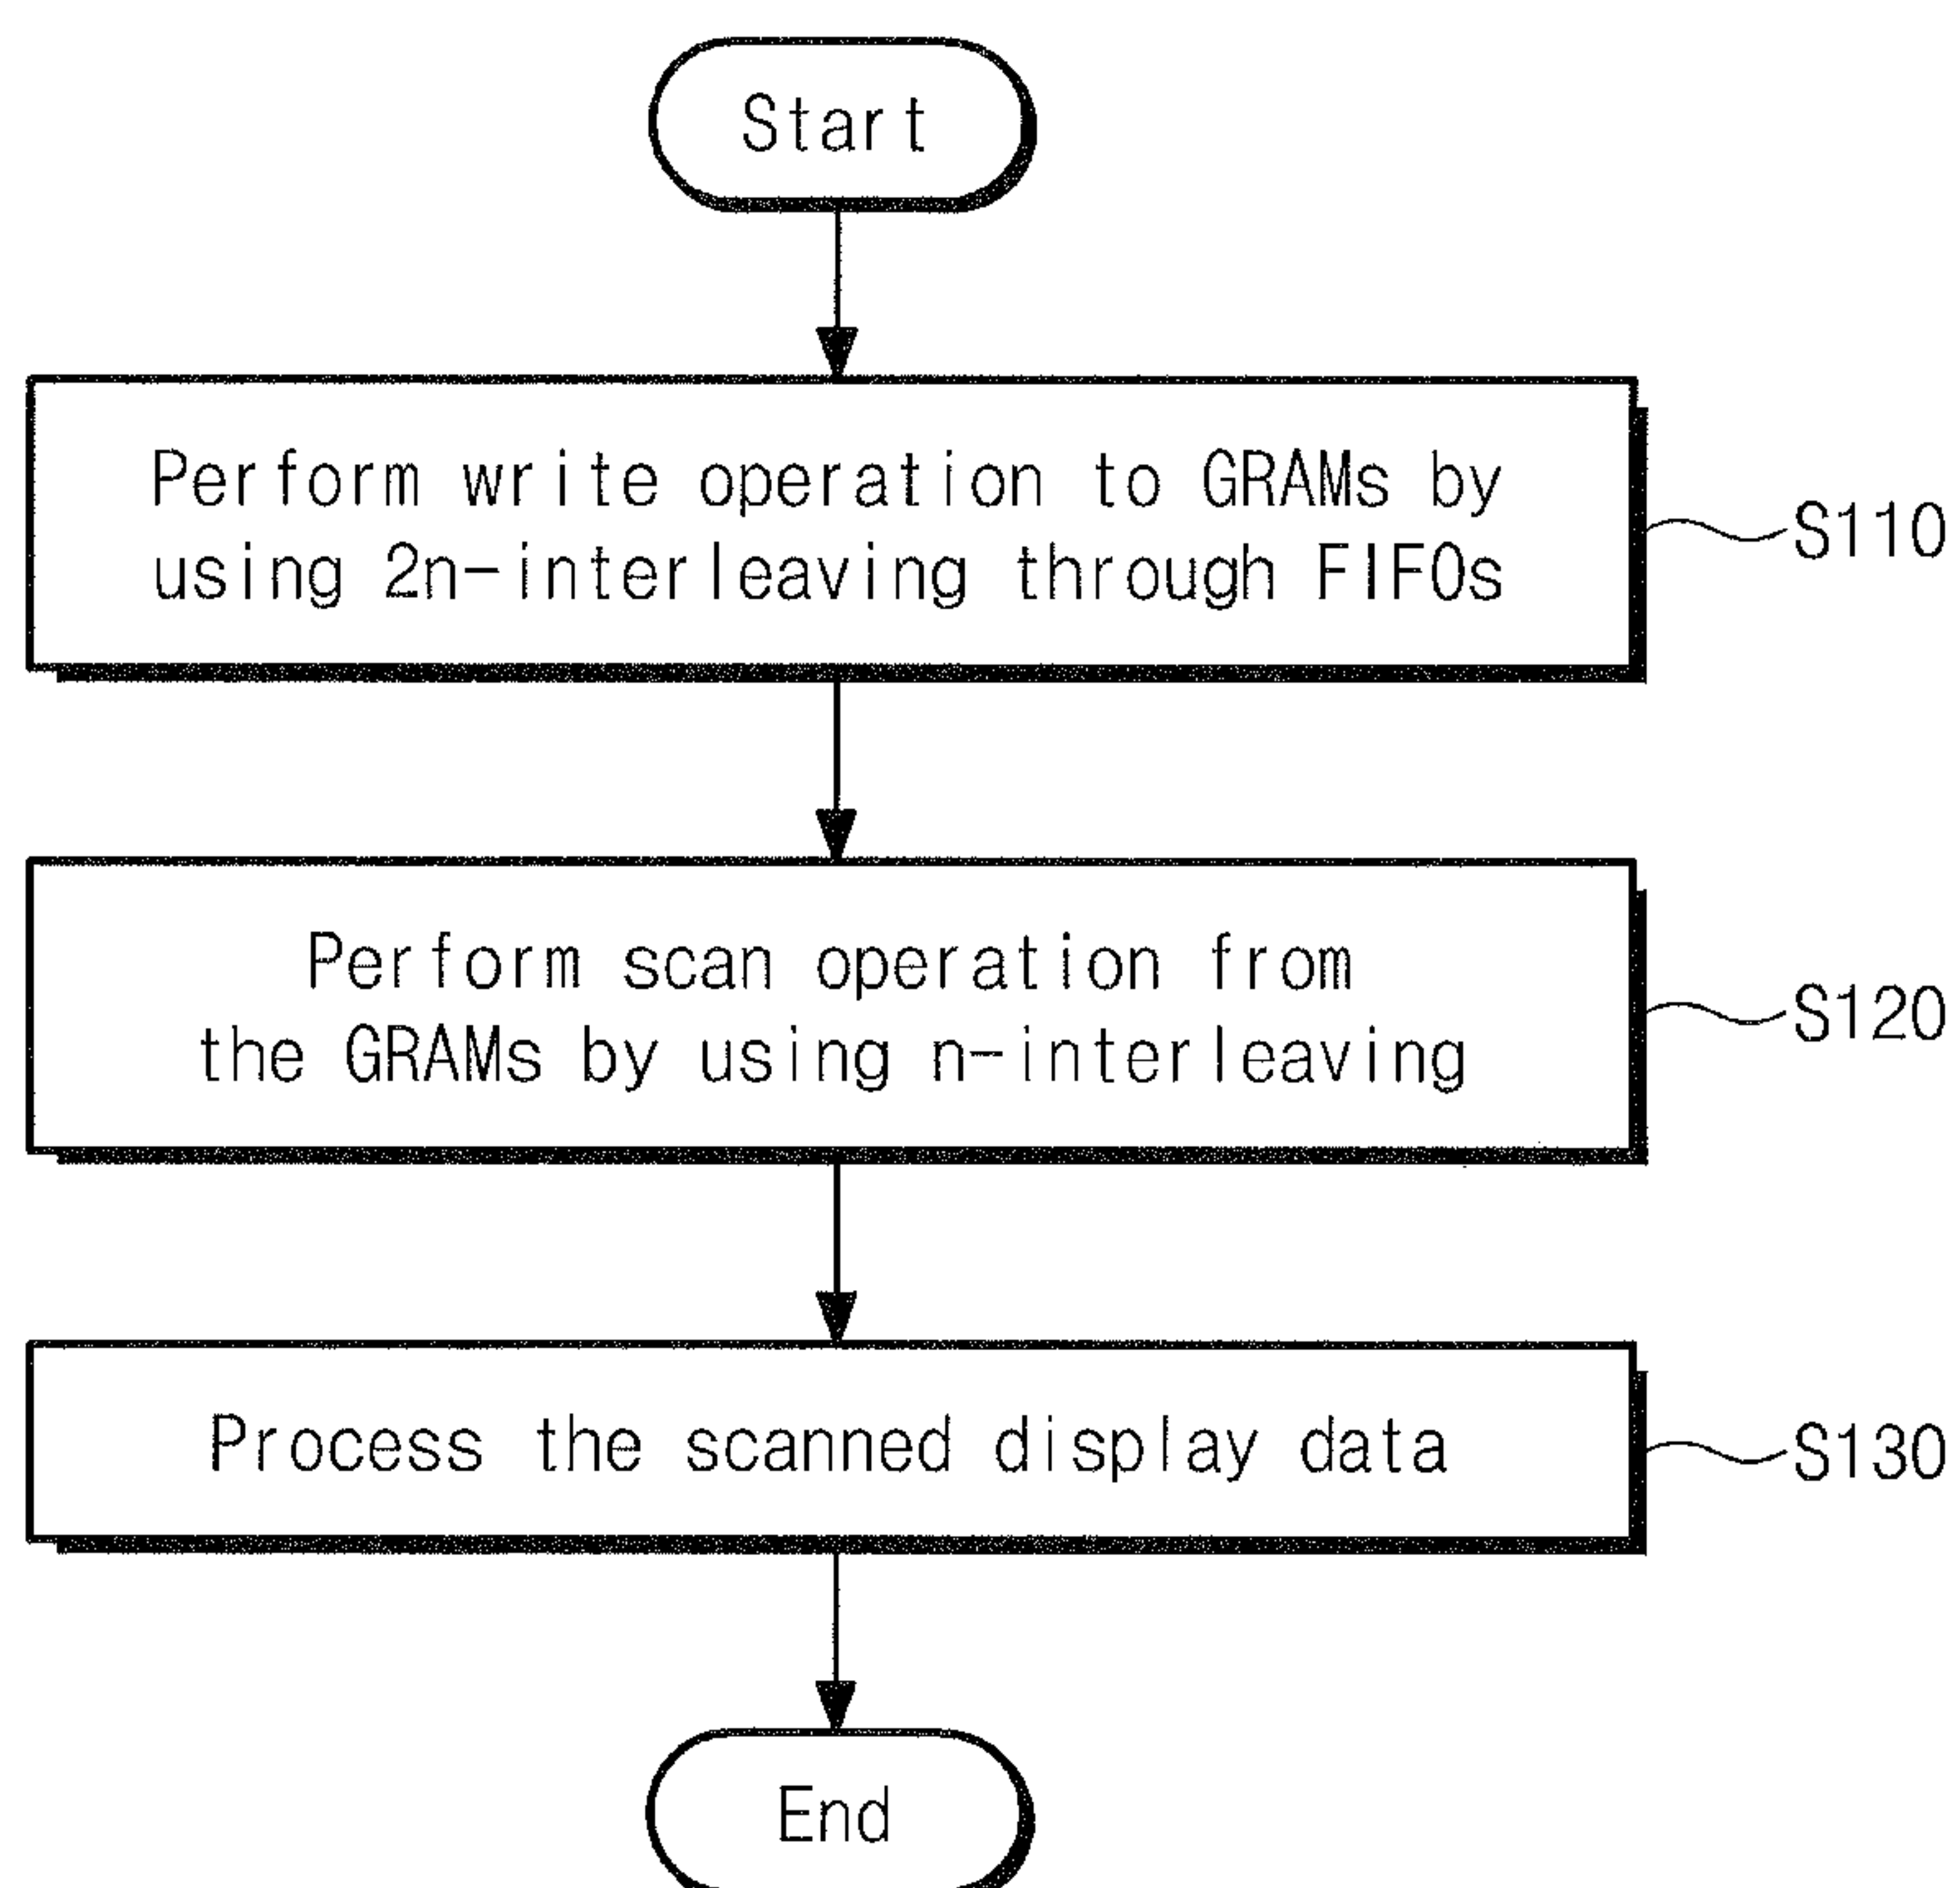 Start
Perform write operation to GRAMs by
using 2n-interleaving through FIFOs
S110
Perform scan operation from
the GRAMs by using n-interleaving
S120
Process the scanned display data
S130
End